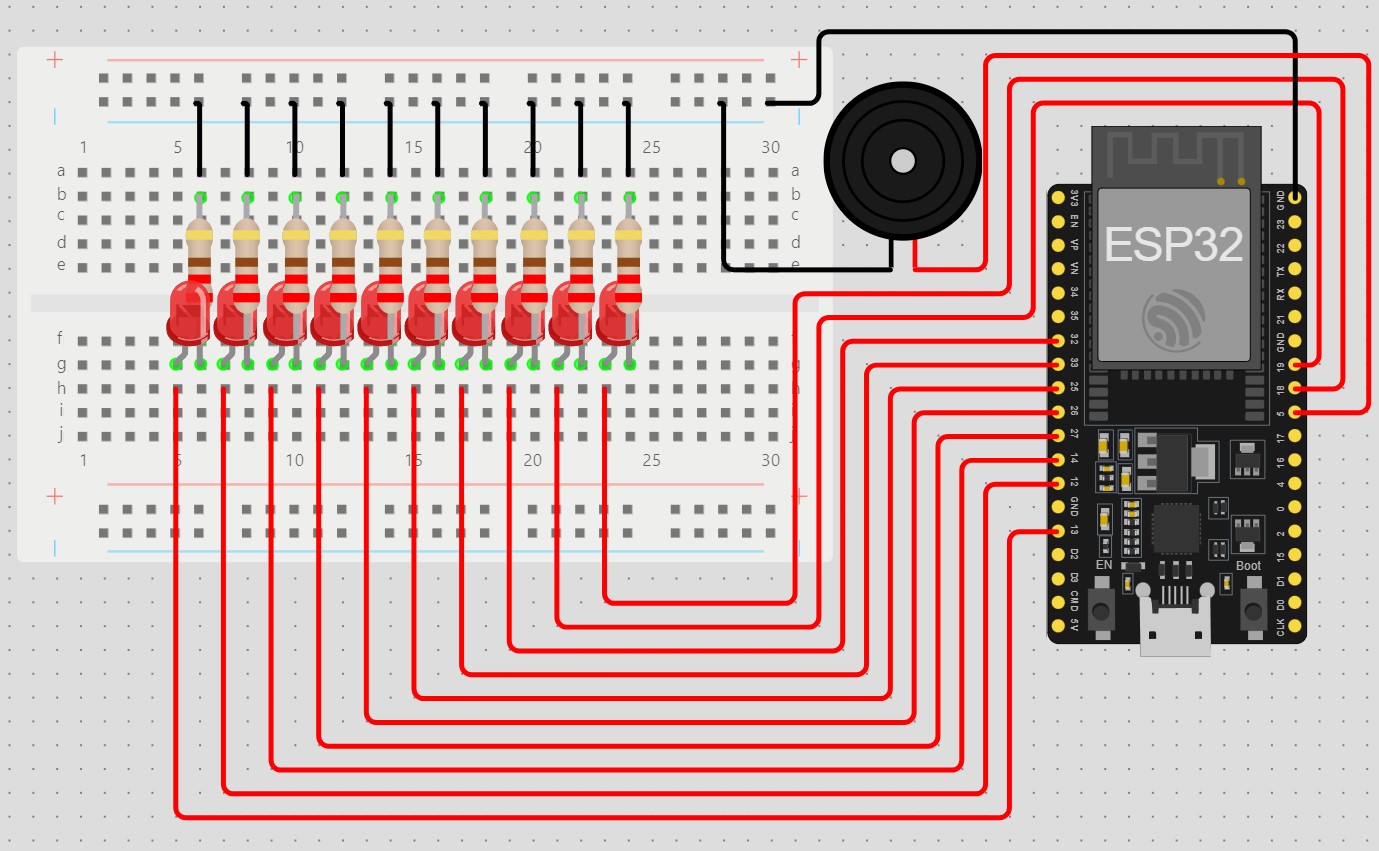 + +
1 5 10 15 20 25 30
a a
b b
c c
d d
e e
f f
g g
h h
i i
j j
1 5 10 15 20 25 30
+ +
ESP32
3V3 GND
EN 23
VP 22
VN TX
34 RX
35 21
32 GND
33 19
25 18
26 5
27 17
14 16
12 4
GND 0
13 2
D2 15
EN Boot
D3 D1
CMD D0
5V CLK